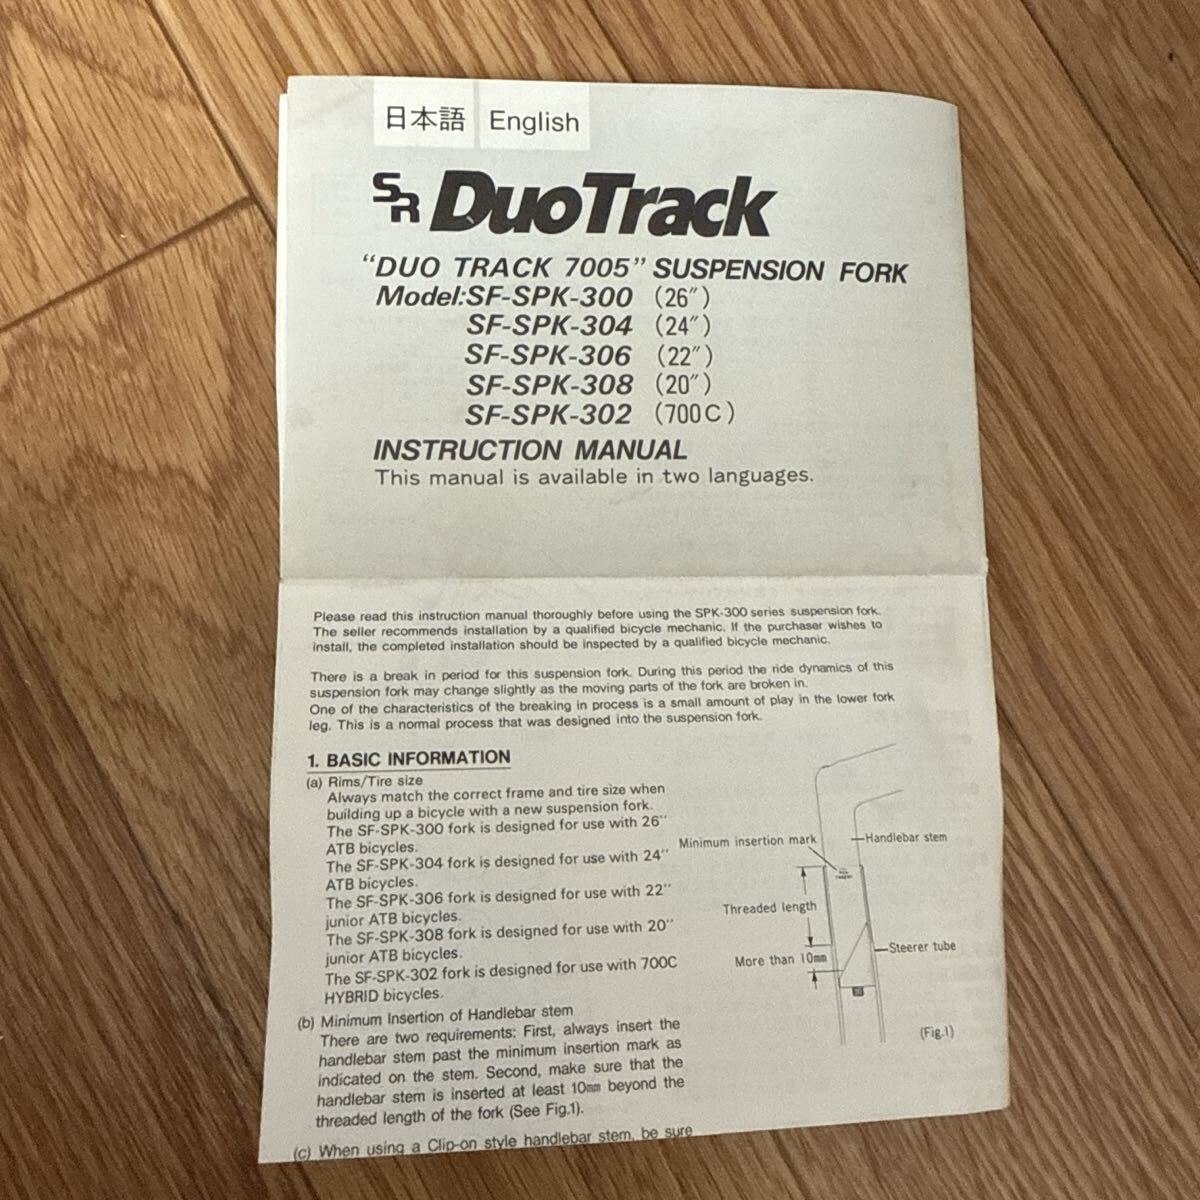 日本語 English
SR DuoTrack
“DUO TRACK 7005” SUSPENSION FORK
Model:SF-SPK-300 (26″)
SF-SPK-304 (24″)
SF-SPK-306 (22″)
SF-SPK-308 (20″)
SF-SPK-302 (700C)
INSTRUCTION MANUAL
This manual is available in two languages.
Please read this instruction manual thoroughly before using the SPK-300 series suspension fork.
The seller recommends installation by a qualified bicycle mechanic. If the purchaser wishes to
install, the completed installation should be inspected by a qualified bicycle mechanic.
There is a break in period for this suspension fork. During this period the ride dynamics of this
suspension fork may change slightly as the moving parts of the fork are broken in.
One of the characteristics of the breaking in process is a small amount of play in the lower fork
leg. This is a normal process that was designed into the suspension fork.
1. BASIC INFORMATION
(a) Rims/Tire size
Always match the correct frame and tire size when
building up a bicycle with a new suspension fork.
The SF-SPK-300 fork is designed for use with 26″
ATB bicycles.
The SF-SPK-304 fork is designed for use with 24″
ATB bicycles.
The SF-SPK-306 fork is designed for use with 22″
junior ATB bicycles.
The SF-SPK-308 fork is designed for use with 20″
junior ATB bicycles.
The SF-SPK-302 fork is designed for use with 700C
HYBRID bicycles.
(b) Minimum Insertion of Handlebar stem
There are two requirements: First, always insert the
handlebar stem past the minimum insertion mark as
indicated on the stem. Second, make sure that the
handlebar stem is inserted at least 10mm beyond the
threaded length of the fork (See Fig.1).
(c) When using a Clip-on style handlebar stem, be sure
Minimum insertion mark
Handlebar stem
Threaded length
Steerer tube
More than 10mm
(Fig.1)